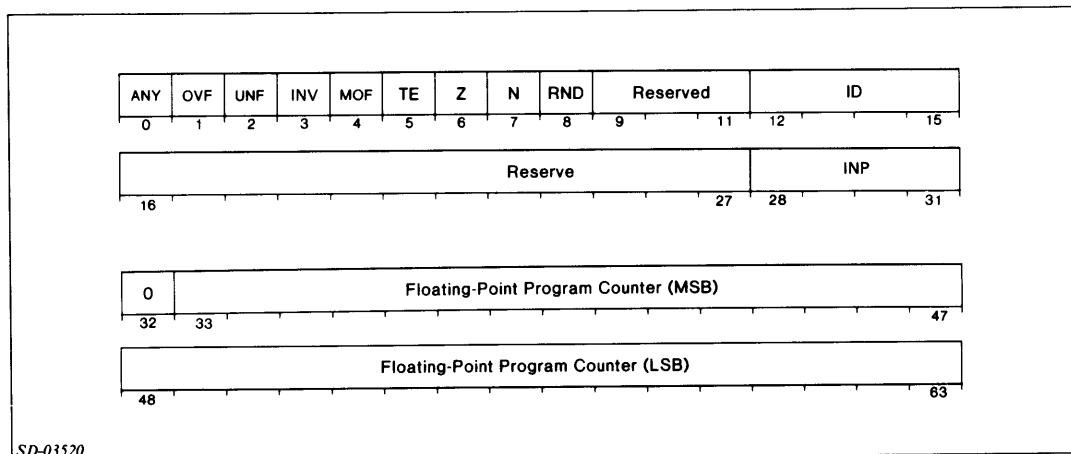 ANY OVF UNF INV MOF TE Z N RND Reserved ID
0 1 2 3 4 5 6 7 8 9 11 12 15
Reserve INP
16 27 28 31
0 Floating-Point Program Counter (MSB)
32 33 47
Floating-Point Program Counter (LSB)
48 63
SD-03520